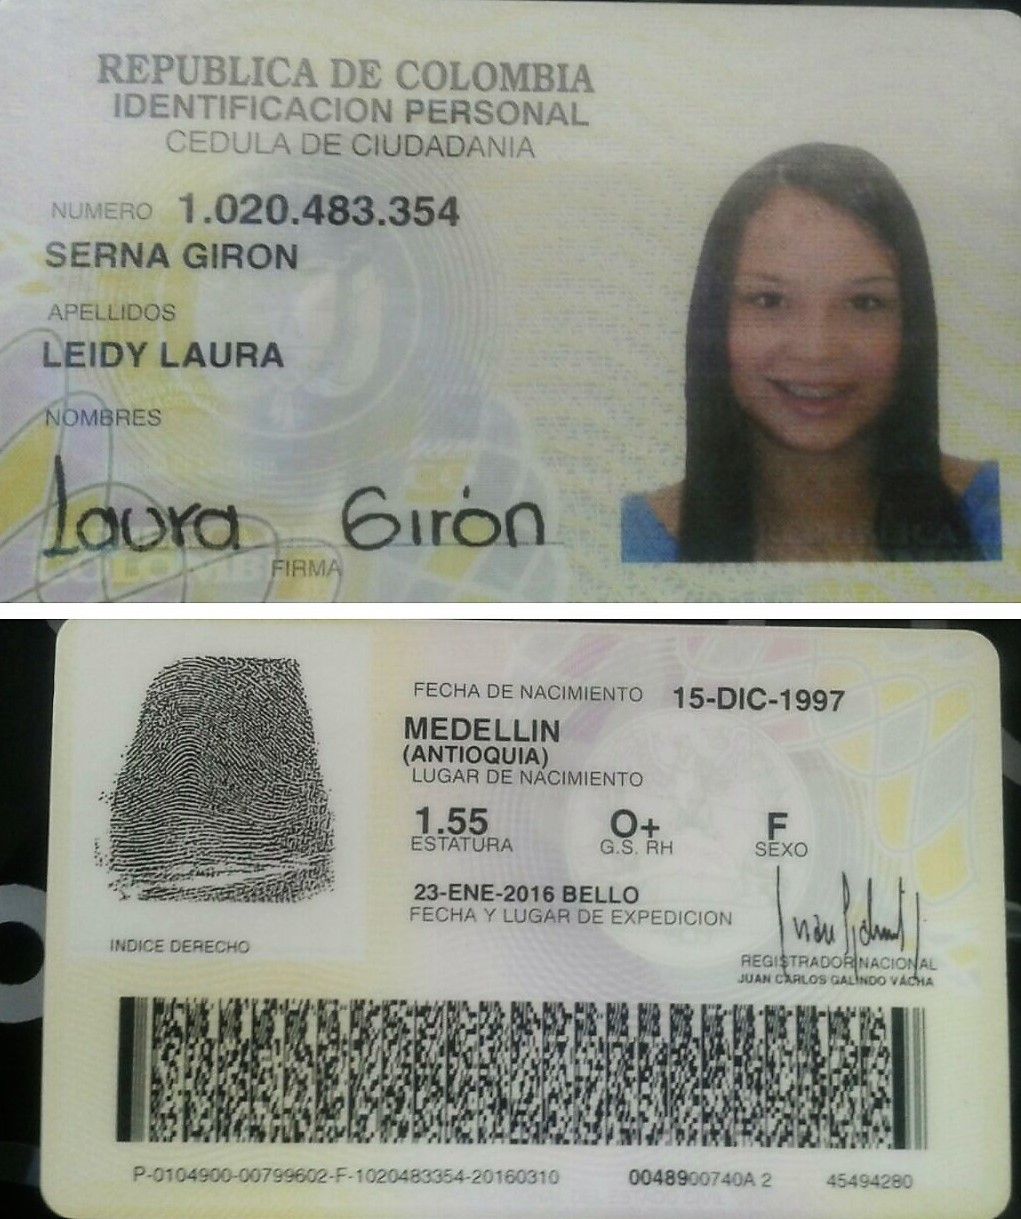 REPUBLICA DE COLOMBIA
IDENTIFICACION PERSONAL
CEDULA DE CIUDADANIA
NUMERO 1.020.483.354
SERNA GIRON
APELLIDOS
LEIDY LAURA
NOMBRES
Laura Girón
FIRMA
FECHA DE NACIMIENTO 15-DIC-1997
MEDELLIN
(ANTIOQUIA)
LUGAR DE NACIMIENTO
1.55 O+ F
ESTATURA G.S. RH SEXO
23-ENE-2016 BELLO
FECHA Y LUGAR DE EXPEDICION
INDICE DERECHO
REGISTRADOR NACIONAL
JUAN CARLOS GALINDO VÁCHA
P-0104900-00799602-F-1020483354-20160310 0048900740A 2 45494280